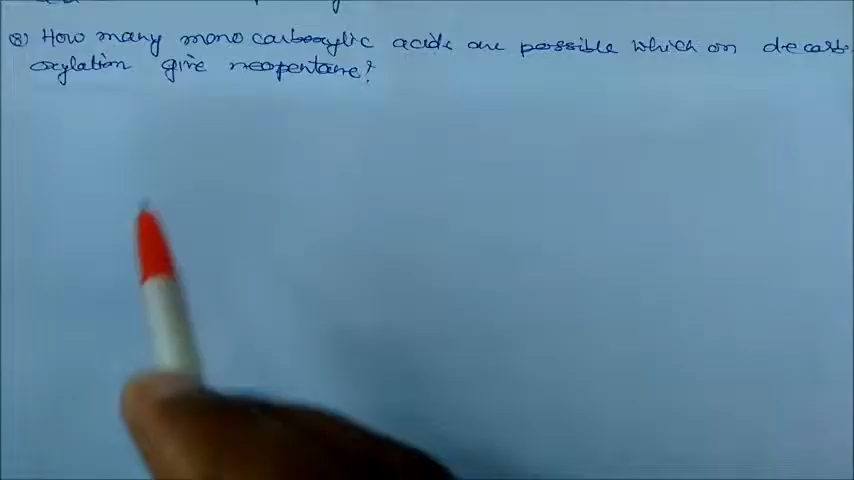 ⑧ How many mono carboxylic acids are possible which on decarb-
oxylation give neopentane?